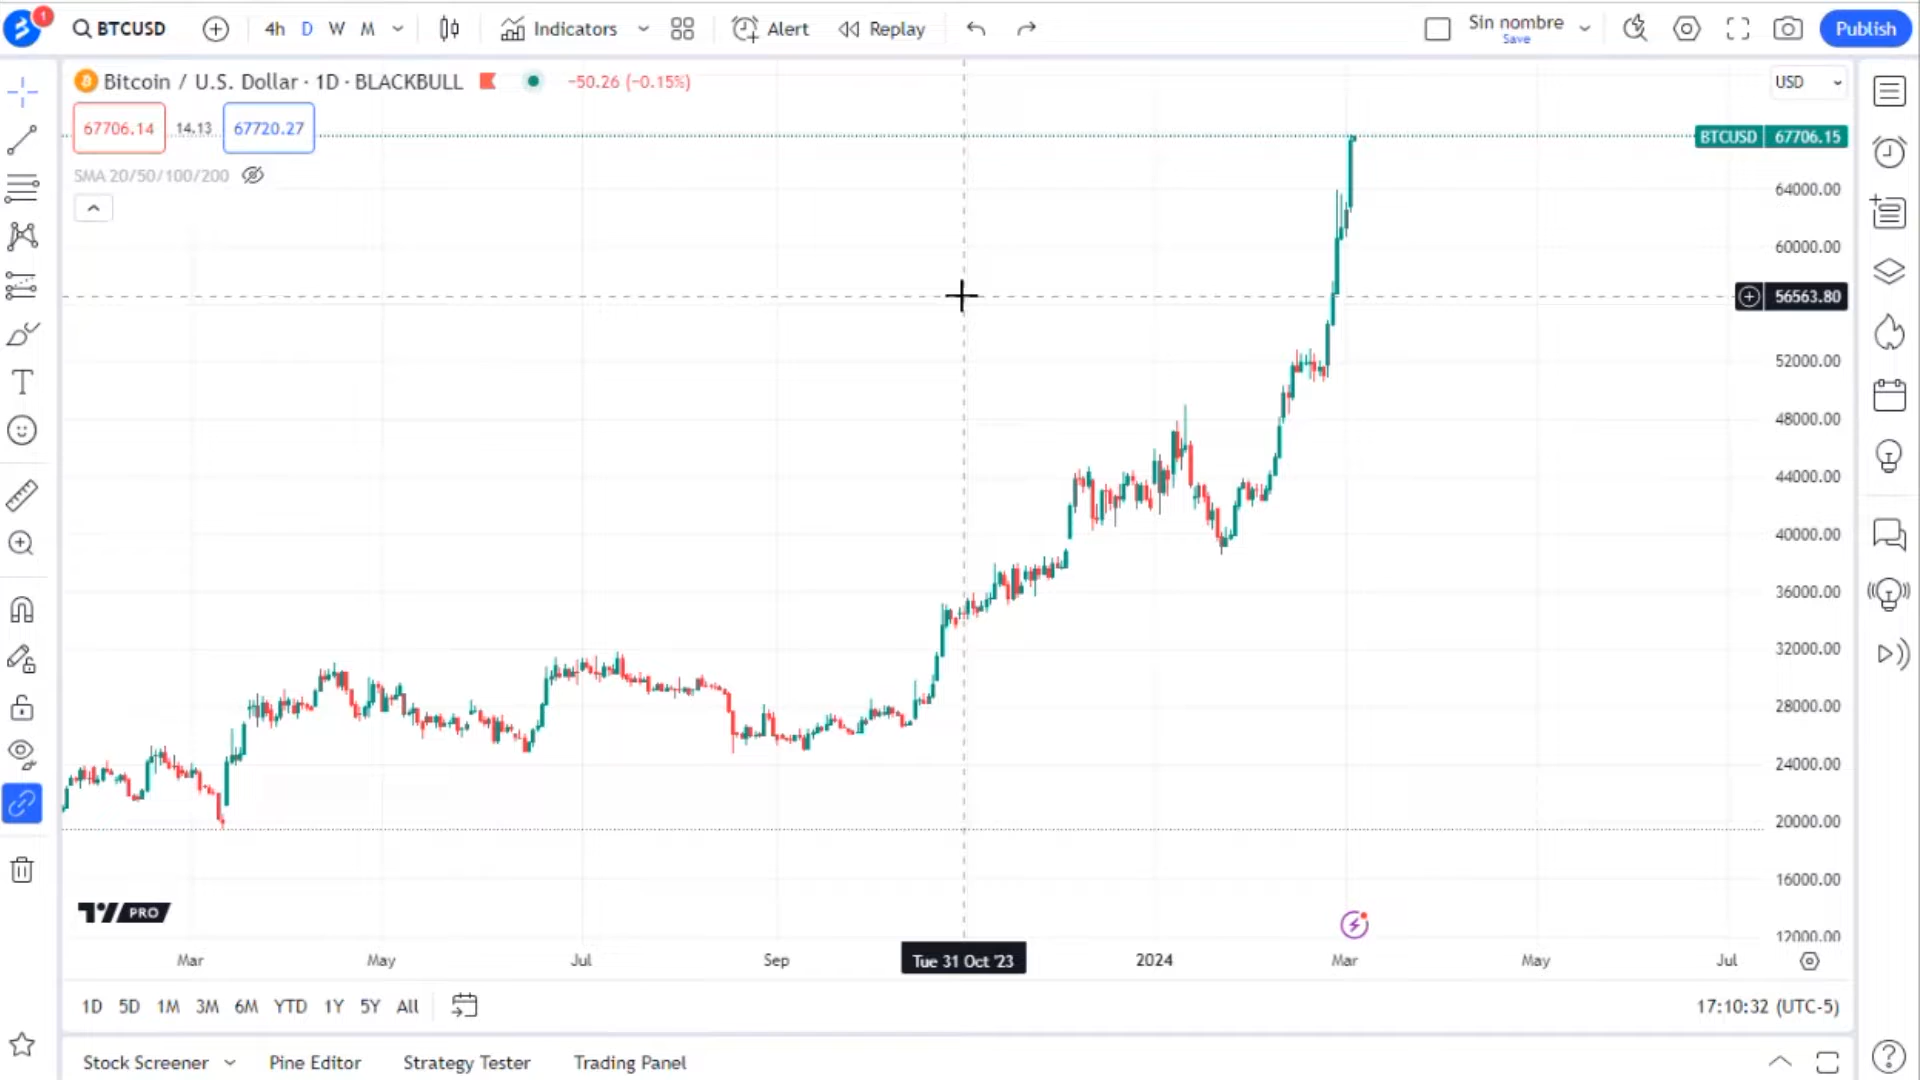 1
BTCUSD
4h D W M
Indicators
Alert
Replay
Sin nombre
Save
Publish
Bitcoin / U.S. Dollar · 1D · BLACKBULL
−50.26 (−0.15%)
USD
67706.14
14.13
67720.27
BTCUSD 67706.15
SMA 20/50/100/200
64000.00
60000.00
56563.80
52000.00
48000.00
44000.00
40000.00
36000.00
32000.00
28000.00
24000.00
20000.00
16000.00
12000.00
PRO
Mar May Jul Sep Tue 31 Oct '23 2024 Mar May Jul
1D 5D 1M 3M 6M YTD 1Y 5Y All
17:10:32 (UTC-5)
Stock Screener
Pine Editor
Strategy Tester
Trading Panel